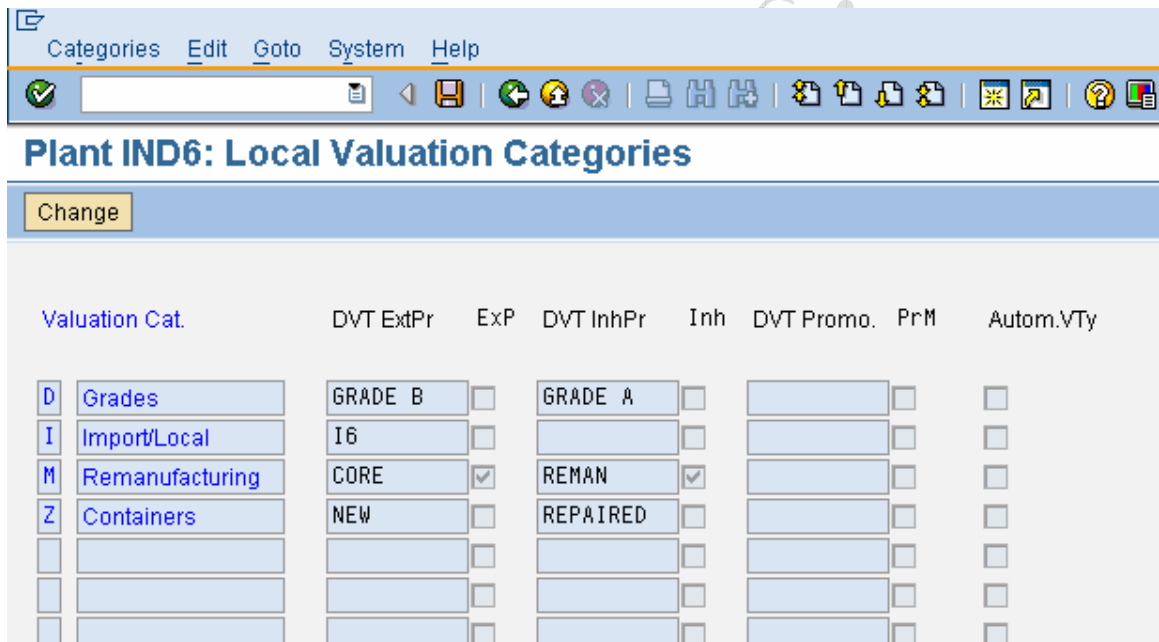 Categories Edit Goto System Help
Plant IND6: Local Valuation Categories
Change
Valuation Cat. DVT ExtPr ExP DVT InhPr Inh DVT Promo. PrM Autom.VTy
D Grades GRADE B GRADE A
I Import/Local I6
M Remanufacturing CORE REMAN
Z Containers NEW REPAIRED